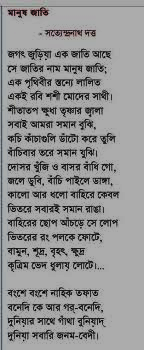 মানুষ জাতি
- সত্যেন্দ্রনাথ দত্ত
জগৎ জুড়িয়া এক জাতি আছে
সে জাতির নাম মানুষ জাতি;
এক পৃথিবীর স্তন্যে লালিত
একই রবি শশী মোদের সাথী।
শীতাতপ ক্ষুধা তৃষ্ণার জ্বালা
সবাই আমরা সমান বুঝি,
কচি কাঁচাগুলি ডাঁটো করে তুলি
বাঁচিবার তরে সমান যুঝি।
দোসর খুঁজি ও বাসর বাঁধি গো,
জলে ডুবি, বাঁচি পাইলে ডাঙ্গা,
কালো আর ধলো বাহিরে কেবল
ভিতরে সবারই সমান রাঙা।
বাহিরের ছোপ আঁচড়ে সে লোপ
ভিতরের রং পলকে ফোটে,
বামুন, শূদ্র, বৃহৎ, ক্ষুদ্র
কৃত্রিম ভেদ ধুলায় লোটে।...
বংশে বংশে নাহিক তফাত
বনেদি কে আর গর্-বনেদি,
দুনিয়ার সাথে গাঁথা বুনিয়াদ্
দুনিয়া সবারি জনম-বেদী।